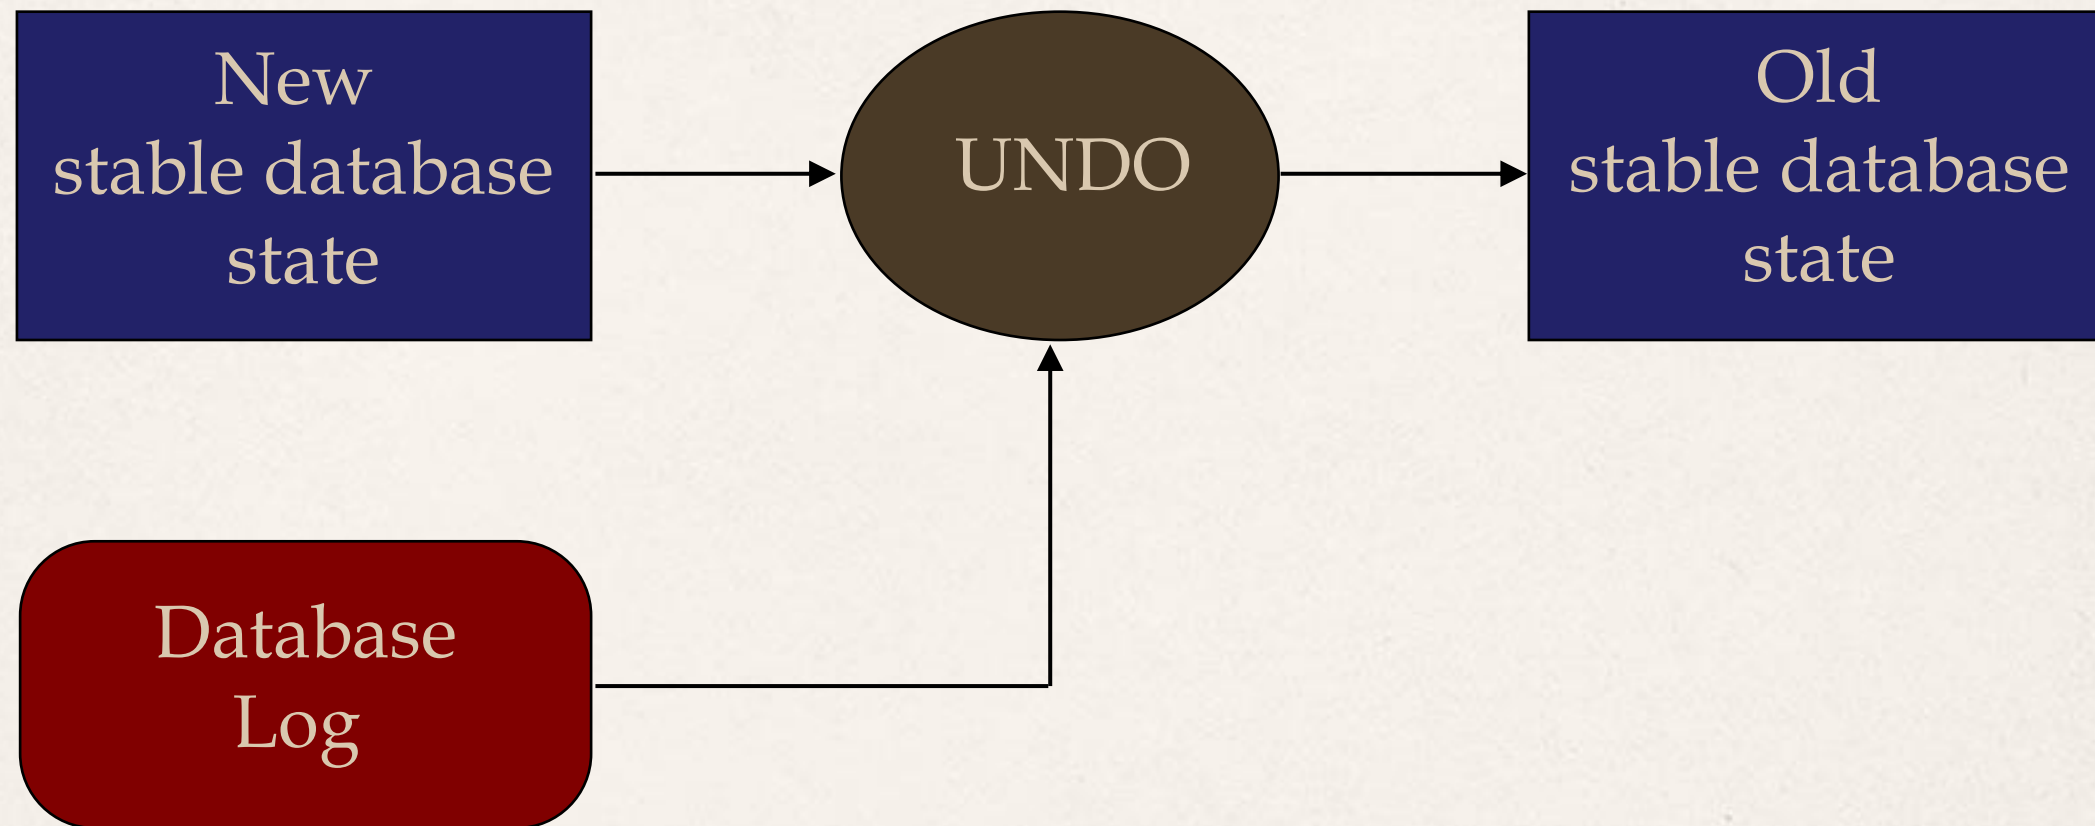 New
stable database
state
UNDO
Old
stable database
state
Database
Log